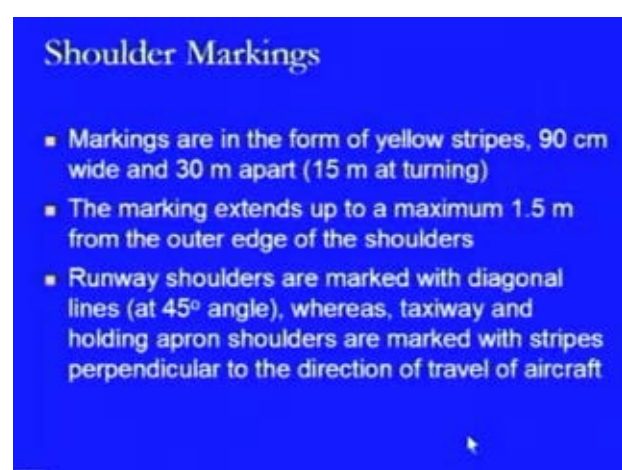 Shoulder Markings
Markings are in the form of yellow stripes, 90 cm
wide and 30 m apart (15 m at turning)
The marking extends up to a maximum 1.5 m
from the outer edge of the shoulders
Runway shoulders are marked with diagonal
lines (at 45º angle), whereas, taxiway and
holding apron shoulders are marked with stripes
perpendicular to the direction of travel of aircraft